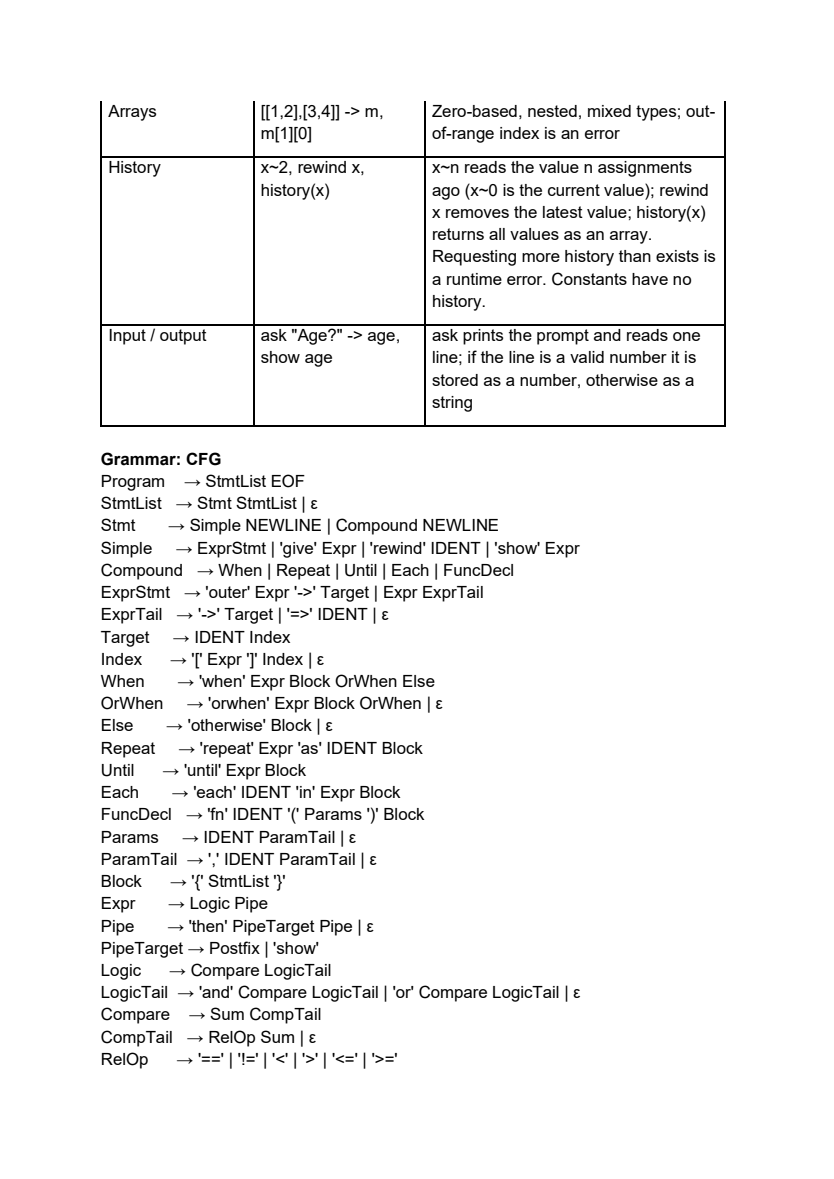 Arrays
[[1,2],[3,4]] -> m,
m[1][0]
Zero-based, nested, mixed types; out-
of-range index is an error
History
x~2, rewind x,
history(x)
x~n reads the value n assignments
ago (x~0 is the current value); rewind
x removes the latest value; history(x)
returns all values as an array.
Requesting more history than exists is
a runtime error. Constants have no
history.
Input / output
ask "Age?" -> age,
show age
ask prints the prompt and reads one
line; if the line is a valid number it is
stored as a number, otherwise as a
string
Grammar: CFG
Program → StmtList EOF
StmtList → Stmt StmtList | ε
Stmt → Simple NEWLINE | Compound NEWLINE
Simple → ExprStmt | 'give' Expr | 'rewind' IDENT | 'show' Expr
Compound → When | Repeat | Until | Each | FuncDecl
ExprStmt → 'outer' Expr '->' Target | Expr ExprTail
ExprTail → '->' Target | '=>' IDENT | ε
Target → IDENT Index
Index → '[' Expr ']' Index | ε
When → 'when' Expr Block OrWhen Else
OrWhen → 'orwhen' Expr Block OrWhen | ε
Else → 'otherwise' Block | ε
Repeat → 'repeat' Expr 'as' IDENT Block
Until → 'until' Expr Block
Each → 'each' IDENT 'in' Expr Block
FuncDecl → 'fn' IDENT '(' Params ')' Block
Params → IDENT ParamTail | ε
ParamTail → ',' IDENT ParamTail | ε
Block → '{' StmtList '}'
Expr → Logic Pipe
Pipe → 'then' PipeTarget Pipe | ε
PipeTarget → Postfix | 'show'
Logic → Compare LogicTail
LogicTail → 'and' Compare LogicTail | 'or' Compare LogicTail | ε
Compare → Sum CompTail
CompTail → RelOp Sum | ε
RelOp → '==' | '!=' | '<' | '>' | '<=' | '>='